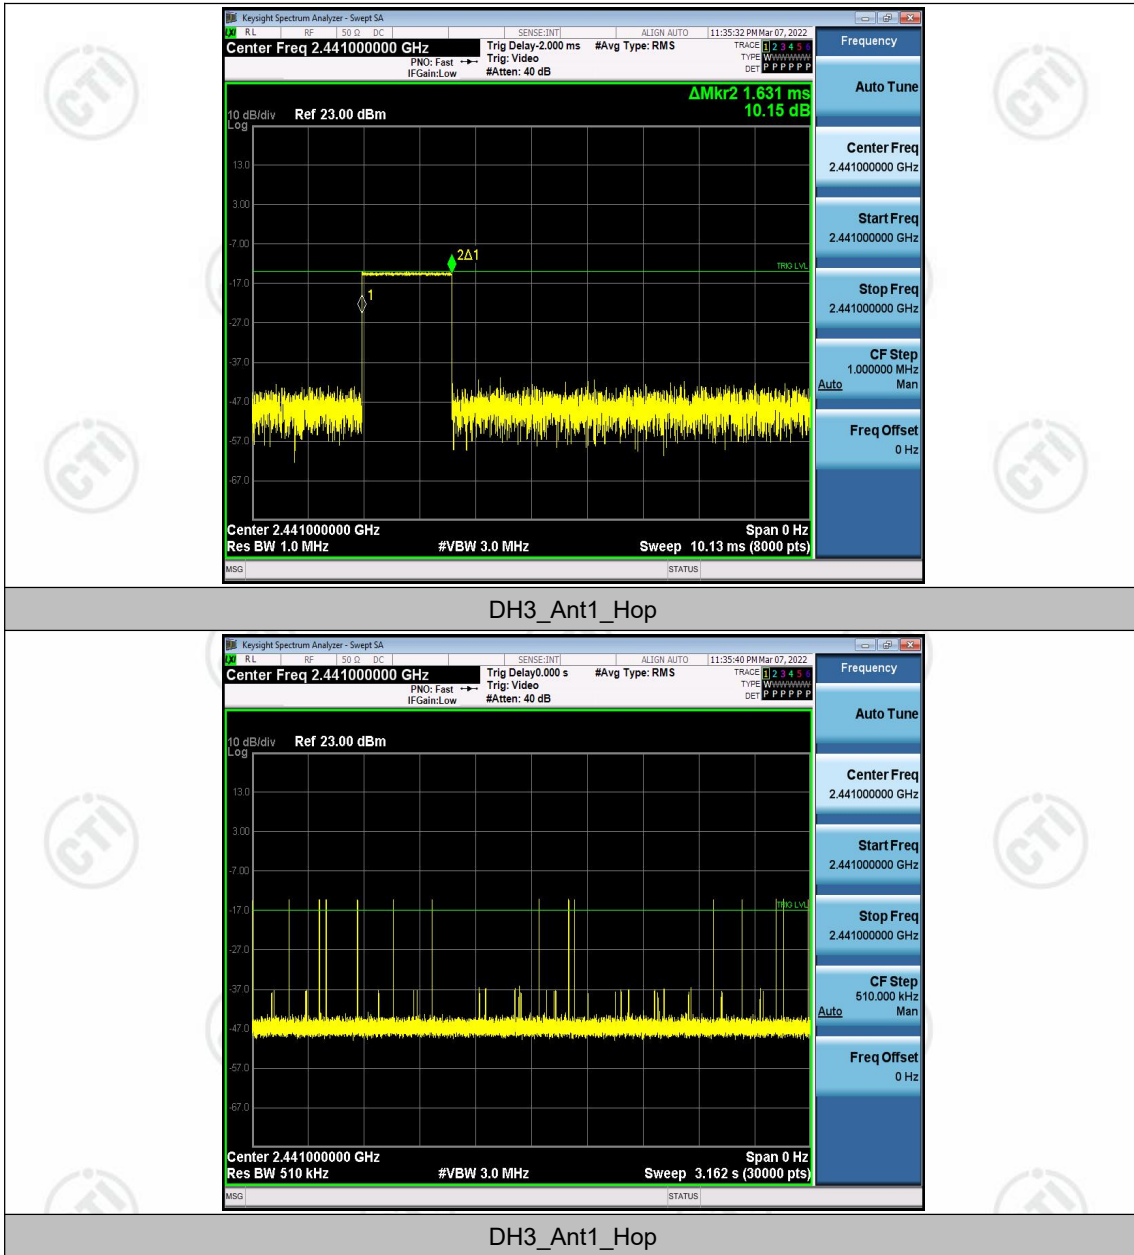 Keysight Spectrum Analyzer - Swept SA
LXI RL RF 50 Ω DC SENSE:INT ALIGN AUTO 11:35:32 PM Mar 07, 2022
Center Freq 2.441000000 GHz
PNO: Fast
IFGain:Low
Trig Delay-2.000 ms
Trig: Video
#Atten: 40 dB
#Avg Type: RMS
TRACE 1 2 3 4 5 6
TYPE WWWWWW
DET P P P P P P
ΔMkr2 1.631 ms
10.15 dB
10 dB/div
Log
Ref 23.00 dBm
13.0
3.00
-7.00
-17.0
-27.0
-37.0
-47.0
-57.0
-67.0
2Δ1
1
TRIG LVL
Center 2.441000000 GHz
Span 0 Hz
Res BW 1.0 MHz
#VBW 3.0 MHz
Sweep 10.13 ms (8000 pts)
MSG
STATUS
Frequency
Auto Tune
Center Freq
2.441000000 GHz
Start Freq
2.441000000 GHz
Stop Freq
2.441000000 GHz
CF Step
1.000000 MHz
Auto Man
Freq Offset
0 Hz
DH3_Ant1_Hop
Keysight Spectrum Analyzer - Swept SA
LXI RL RF 50 Ω DC SENSE:INT ALIGN AUTO 11:35:40 PM Mar 07, 2022
Center Freq 2.441000000 GHz
PNO: Fast
IFGain:Low
Trig Delay0.000 s
Trig: Video
#Atten: 40 dB
#Avg Type: RMS
TRACE 1 2 3 4 5 6
TYPE WWWWWW
DET P P P P P P
10 dB/div
Log
Ref 23.00 dBm
13.0
3.00
-7.00
-17.0
-27.0
-37.0
-47.0
-57.0
-67.0
TRIG LVL
Center 2.441000000 GHz
Span 0 Hz
Res BW 510 kHz
#VBW 3.0 MHz
Sweep 3.162 s (30000 pts)
MSG
STATUS
Frequency
Auto Tune
Center Freq
2.441000000 GHz
Start Freq
2.441000000 GHz
Stop Freq
2.441000000 GHz
CF Step
510.000 kHz
Auto Man
Freq Offset
0 Hz
DH3_Ant1_Hop
CTI
CTI
CTI
CTI
CTI
CTI